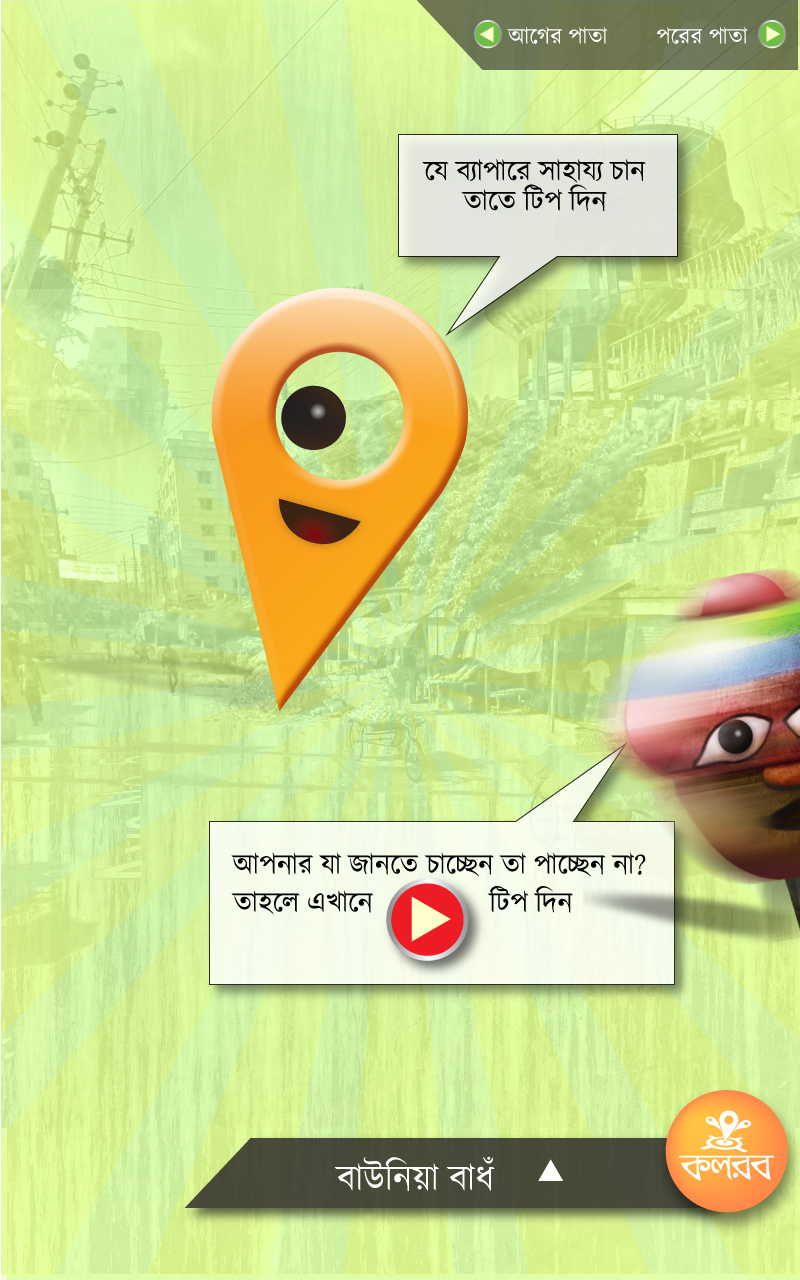 আগের পাতা
পরের পাতা
যে ব্যাপারে সাহায্য চান
তাতে টিপ দিন
আপনার যা জানতে চাচ্ছেন তা পাচ্ছেন না?
তাহলে এখানে টিপ দিন
বাউনিয়া বাধঁ
কলরব